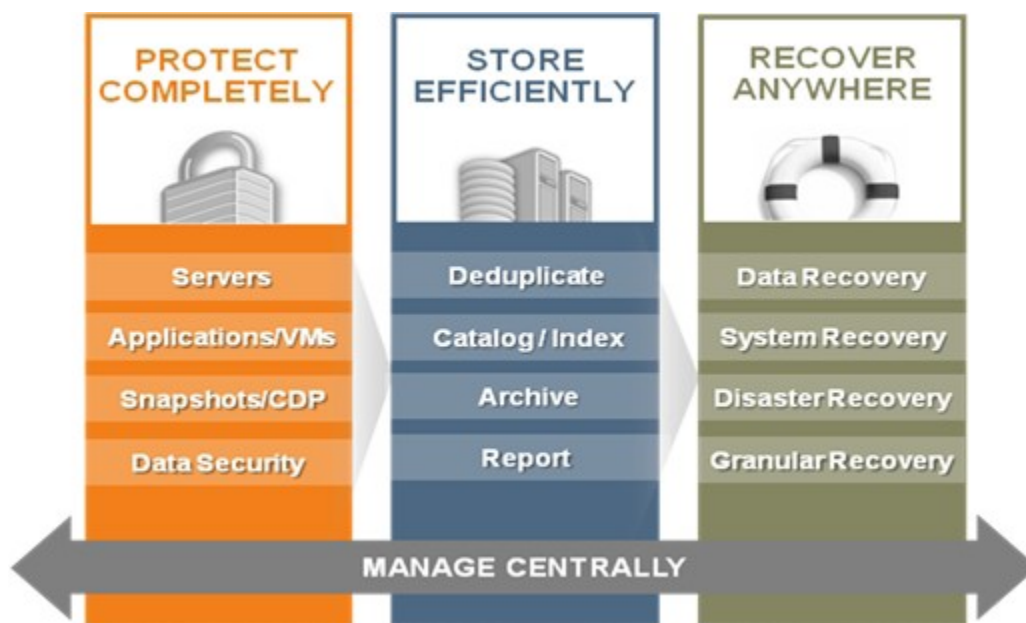 PROTECT
COMPLETELY
Servers
Applications/VMs
Snapshots/CDP
Data Security
STORE
EFFICIENTLY
Deduplicate
Catalog / Index
Archive
Report
RECOVER
ANYWHERE
Data Recovery
System Recovery
Disaster Recovery
Granular Recovery
MANAGE CENTRALLY